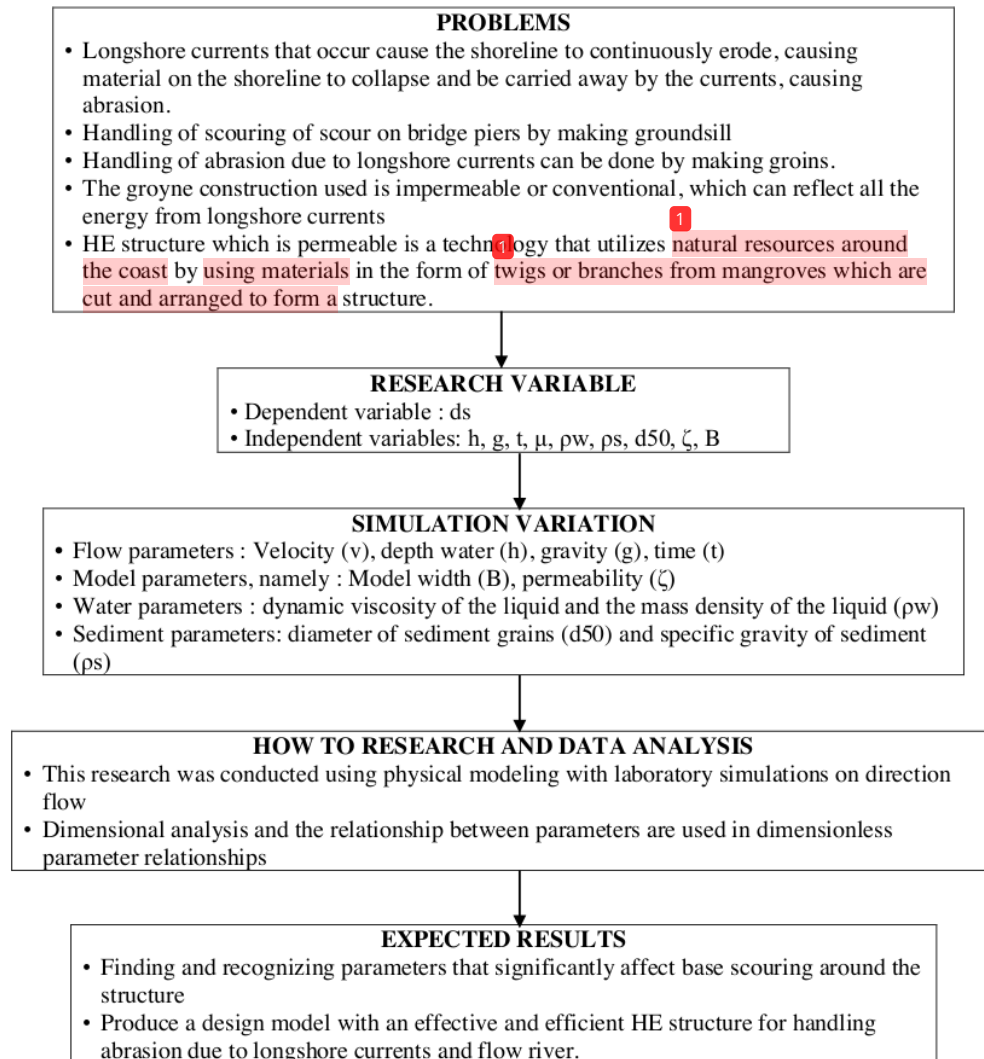 PROBLEMS
• Longshore currents that occur cause the shoreline to continuously erode, causing
material on the shoreline to collapse and be carried away by the currents, causing
abrasion.
• Handling of scouring of scour on bridge piers by making groundsill
• Handling of abrasion due to longshore currents can be done by making groins.
• The groyne construction used is impermeable or conventional, which can reflect all the
energy from longshore currents
1
• HE structure which is permeable is a technology that utilizes natural resources around
1
the coast by using materials in the form of twigs or branches from mangroves which are
cut and arranged to form a structure.
RESEARCH VARIABLE
• Dependent variable : ds
• Independent variables: h, g, t, μ, ρw, ρs, d50, ζ, B
SIMULATION VARIATION
• Flow parameters : Velocity (v), depth water (h), gravity (g), time (t)
• Model parameters, namely : Model width (B), permeability (ζ)
• Water parameters : dynamic viscosity of the liquid and the mass density of the liquid (ρw)
• Sediment parameters: diameter of sediment grains (d50) and specific gravity of sediment
(ρs)
HOW TO RESEARCH AND DATA ANALYSIS
• This research was conducted using physical modeling with laboratory simulations on direction
flow
• Dimensional analysis and the relationship between parameters are used in dimensionless
parameter relationships
EXPECTED RESULTS
• Finding and recognizing parameters that significantly affect base scouring around the
structure
• Produce a design model with an effective and efficient HE structure for handling
abrasion due to longshore currents and flow river.